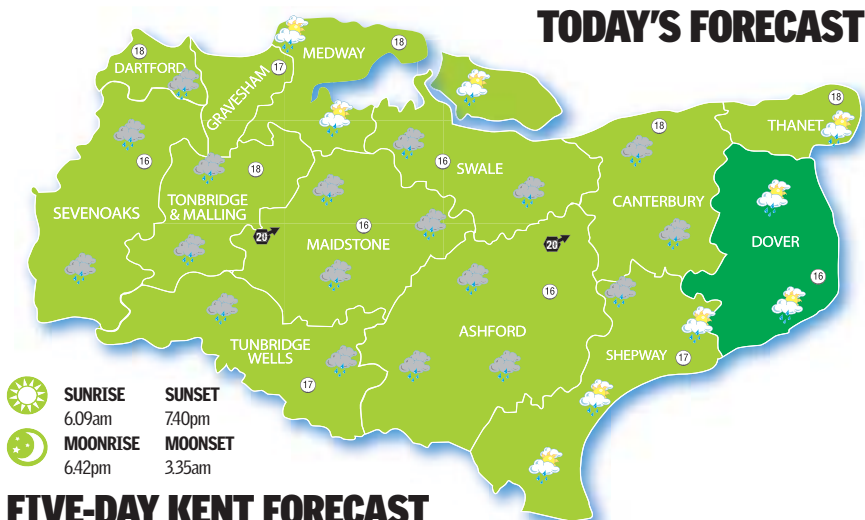 TODAY'S FORECAST
18
DARTFORD
GRAVESHAM
17
MEDWAY
18
16
SEVENOAKS
18
TONBRIDGE
& MALLING
20
16
MAIDSTONE
16
SWALE
18
CANTERBURY
18
THANET
DOVER
16
20
16
ASHFORD
SHEPWAY
17
TUNBRIDGE
WELLS
17
SUNRISE SUNSET
6.09am 7.40pm
MOONRISE MOONSET
6.42pm 3.35am
FIVE-DAY KENT FORECAST